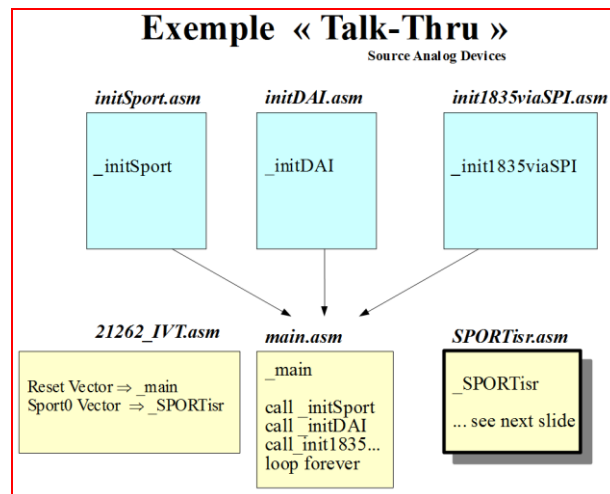 Exemple « Talk-Thru »
Source Analog Devices
initSport.asm
initDAI.asm
init1835viaSPI.asm
_initSport
_initDAI
_init1835viaSPI
21262_IVT.asm
main.asm
SPORTisr.asm
Reset Vector ⇒ _main
Sport0 Vector ⇒ _SPORTisr
_main
call _initSport
call _initDAI
call_init1835...
loop forever
_SPORTisr
... see next slide